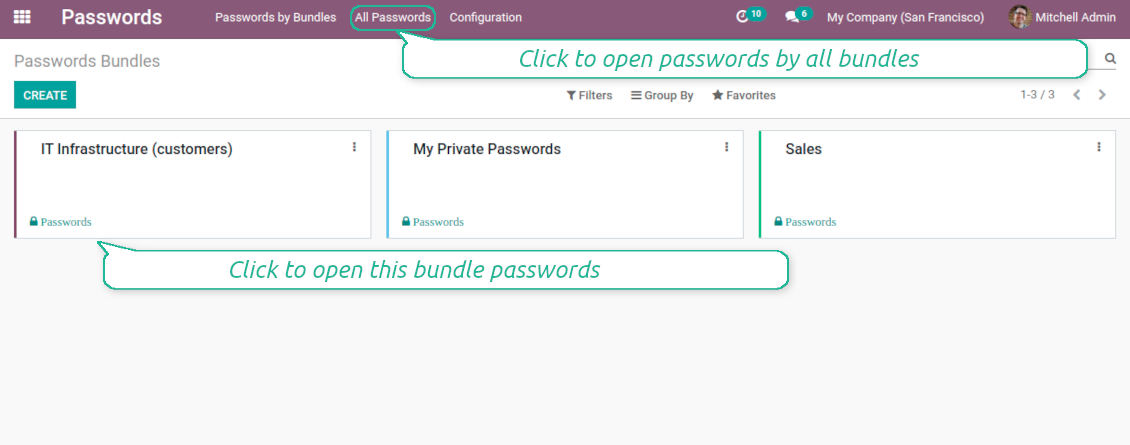 Passwords Passwords by Bundles All Passwords Configuration 10 6 My Company (San Francisco) Mitchell Admin
Click to open passwords by all bundles
Passwords Bundles
CREATE Filters Group By Favorites 1-3 / 3
IT Infrastructure (customers) My Private Passwords Sales
Passwords Passwords Passwords
Click to open this bundle passwords